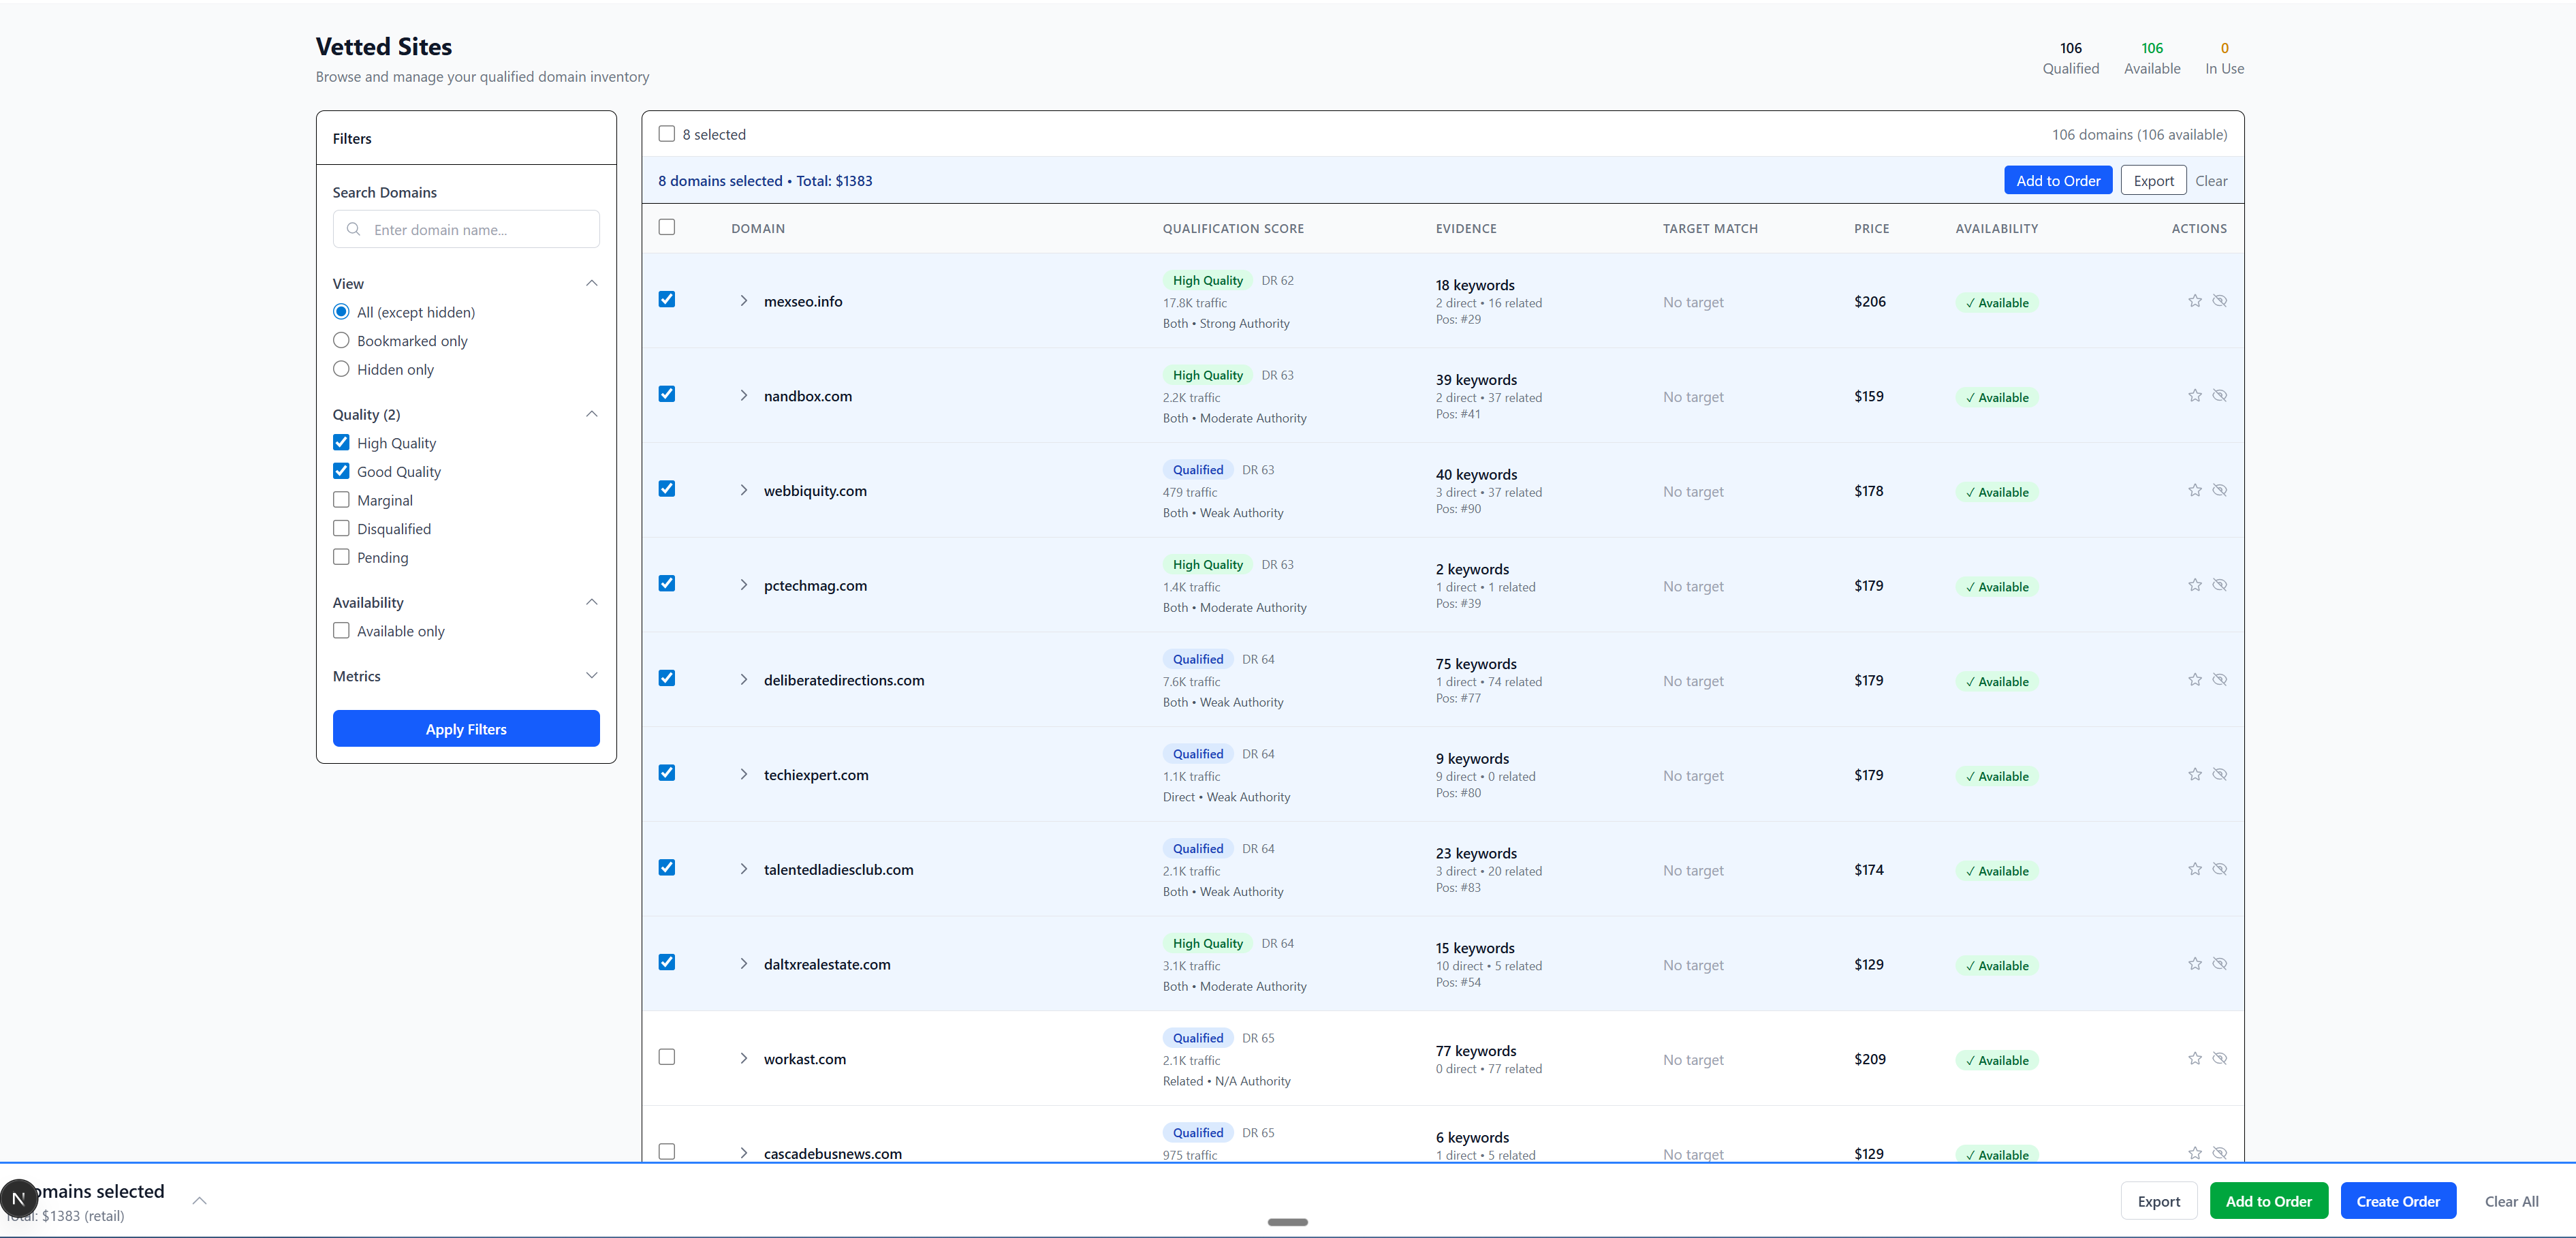 Vetted Sites
Browse and manage your qualified domain inventory
106 106 0
Qualified Available In Use
Filters
Search Domains
Enter domain name...
View
All (except hidden)
Bookmarked only
Hidden only
Quality (2)
High Quality
Good Quality
Marginal
Disqualified
Pending
Availability
Available only
Metrics
Apply Filters
8 selected 106 domains (106 available)
8 domains selected • Total: $1383 Add to Order Export Clear
DOMAIN QUALIFICATION SCORE EVIDENCE TARGET MATCH PRICE AVAILABILITY ACTIONS
mexseo.info High Quality DR 62 18 keywords No target $206 ✓ Available
17.8K traffic 2 direct • 16 related
Both • Strong Authority Pos: #29
nandbox.com High Quality DR 63 39 keywords No target $159 ✓ Available
2.2K traffic 2 direct • 37 related
Both • Moderate Authority Pos: #41
webbiquity.com Qualified DR 63 40 keywords No target $178 ✓ Available
479 traffic 3 direct • 37 related
Both • Weak Authority Pos: #90
pctechmag.com High Quality DR 63 2 keywords No target $179 ✓ Available
1.4K traffic 1 direct • 1 related
Both • Moderate Authority Pos: #39
deliberatedirections.com Qualified DR 64 75 keywords No target $179 ✓ Available
7.6K traffic 1 direct • 74 related
Both • Weak Authority Pos: #77
techiexpert.com Qualified DR 64 9 keywords No target $179 ✓ Available
1.1K traffic 9 direct • 0 related
Direct • Weak Authority Pos: #80
talentedladiesclub.com Qualified DR 64 23 keywords No target $174 ✓ Available
2.1K traffic 3 direct • 20 related
Both • Weak Authority Pos: #83
daltxrealestate.com High Quality DR 64 15 keywords No target $129 ✓ Available
3.1K traffic 10 direct • 5 related
Both • Moderate Authority Pos: #54
workast.com Qualified DR 65 77 keywords No target $209 ✓ Available
2.1K traffic 0 direct • 77 related
Related • N/A Authority
cascadebusnews.com Qualified DR 65 6 keywords No target $129 ✓ Available
975 traffic 1 direct • 5 related
N
selected
$1383 (retail)
Export Add to Order Create Order Clear All